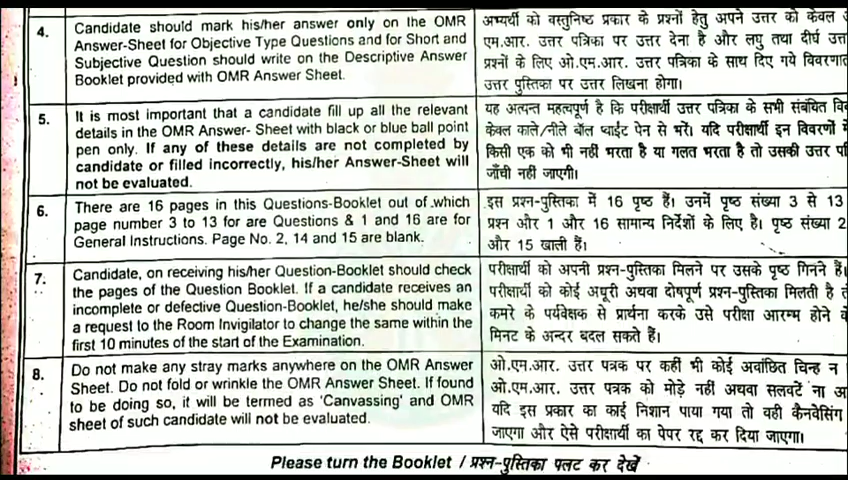 4. Candidate should mark his/her answer only on the OMR
Answer-Sheet for Objective Type Questions and for Short and
Subjective Question should write on the Descriptive Answer
Booklet provided with OMR Answer Sheet.
अभ्यर्थी को वस्तुनिष्ठ प्रकार के प्रश्नों हेतु अपने उत्तर को केवल
एम.आर. उत्तर पत्रिका पर उत्तर देना है और लघु तथा दीर्घ
प्रश्नों के लिए ओ.एम.आर. उत्तर पत्रिका के साथ दिए गये
उत्तर पुस्तिका पर उत्तर लिखना होगा।
5. It is most important that a candidate fill up all the relevant
details in the OMR Answer- Sheet with black or blue ball point
pen only. If any of these details are not completed by
candidate or filled incorrectly, his/her Answer-Sheet will
not be evaluated.
यह अत्यन्त महत्वपूर्ण है कि परीक्षार्थी उत्तर पत्रिका के सभी संबंधित
केवल काले/नीले बॉल प्वाईंट पेन से भरें। यदि परीक्षार्थी इन विवरणों
किसी एक को भी नहीं भरता है या गलत भरता है तो उसकी उत्तर
जाँची नहीं जाएगी।
6. There are 16 pages in this Questions-Booklet out of which
page number 3 to 13 for are Questions & 1 and 16 are for
General Instructions. Page No. 2, 14 and 15 are blank.
इस प्रश्न-पुस्तिका में 16 पृष्ठ हैं। उनमें पृष्ठ संख्या 3 से 13
प्रश्न और 1 और 16 सामान्य निर्देशों के लिए है। पृष्ठ संख्या 2
और 15 खाली हैं।
7. Candidate, on receiving his/her Question-Booklet should check
the pages of the Question Booklet. If a candidate receives an
incomplete or defective Question-Booklet, he/she should make
a request to the Room Invigilator to change the same within the
first 10 minutes of the start of the Examination.
परीक्षार्थी को अपनी प्रश्न-पुस्तिका मिलने पर उसके पृष्ठ गिनने हैं।
परीक्षार्थी को कोई अधूरी अथवा दोषपूर्ण प्रश्न-पुस्तिका मिलती है
कमरे के पर्यवेक्षक से प्रार्थना करके उसे परीक्षा आरम्भ होने
मिनट के अन्दर बदल सकते हैं।
8. Do not make any stray marks anywhere on the OMR Answer
Sheet. Do not fold or wrinkle the OMR Answer Sheet. If found
to be doing so, it will be termed as 'Canvassing' and OMR
sheet of such candidate will not be evaluated.
ओ.एम.आर. उत्तर पत्रक पर कहीं भी कोई अवांछित चिन्ह न
ओ.एम.आर. उत्तर पत्रक को मोड़े नहीं अथवा सलवटें ना
यदि इस प्रकार का काई निशान पाया गया तो वही कैनवेसिंग
जाएगा और ऐसे परीक्षार्थी का पेपर रद्द कर दिया जाएगा।
Please turn the Booklet / प्रश्न-पुस्तिका पलट कर देखें